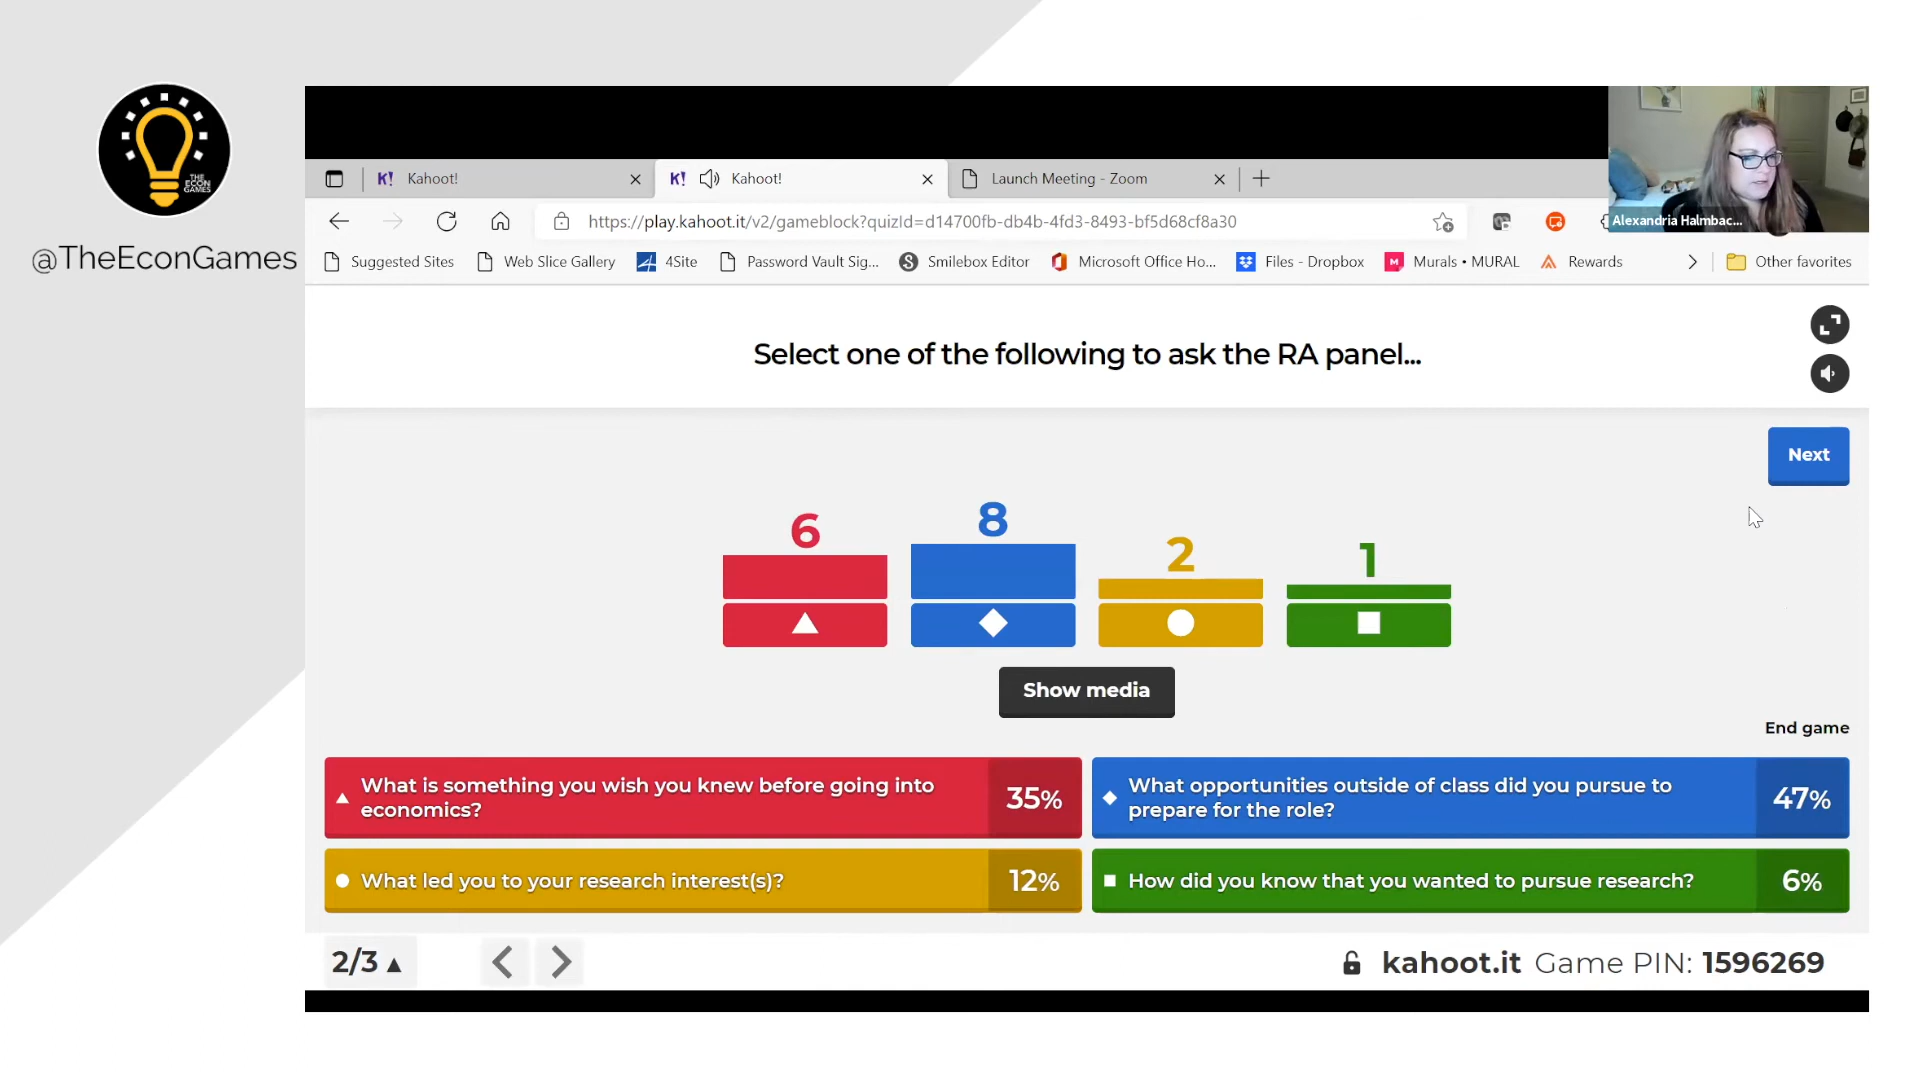 THE
ECON
GAMES
@TheEconGames
Kahoot!
Kahoot!
Launch Meeting - Zoom
https://play.kahoot.it/v2/gameblock?quizId=d14700fb-db4b-4fd3-8493-bf5d68cf8a30
Alexandria Halmbac...
Suggested Sites
Web Slice Gallery
4Site
Password Vault Sig...
Smilebox Editor
Microsoft Office Ho...
Files - Dropbox
Murals • MURAL
Rewards
Other favorites
Select one of the following to ask the RA panel...
Next
6
8
2
1
Show media
End game
What is something you wish you knew before going into
economics?
35%
What opportunities outside of class did you pursue to
prepare for the role?
47%
What led you to your research interest(s)?
12%
How did you know that you wanted to pursue research?
6%
2/3
kahoot.it Game PIN: 1596269